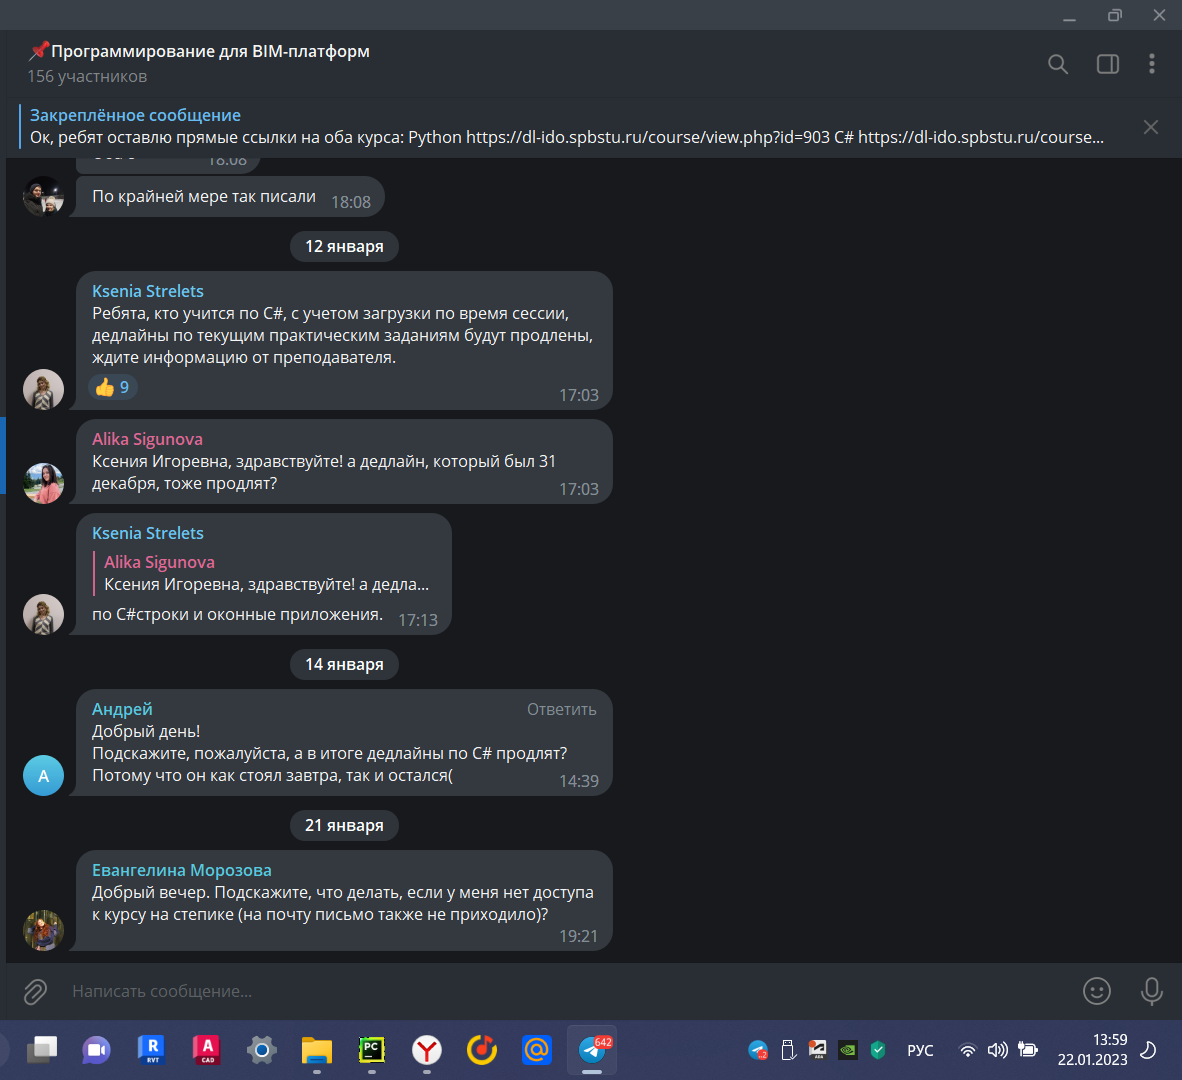 Программирование для BIM-платформ
156 участников
Закреплённое сообщение
Ок, ребят оставлю прямые ссылки на оба курса: Python https://dl-ido.spbstu.ru/course/view.php?id=903 C# https://dl-ido.spbstu.ru/course...
18:08
По крайней мере так писали 18:08
12 января
Ksenia Strelets
Ребята, кто учится по C#, с учетом загрузки по время сессии,
дедлайны по текущим практическим заданиям будут продлены,
ждите информацию от преподавателя.
9
17:03
Alika Sigunova
Ксения Игоревна, здравствуйте! а дедлайн, который был 31
декабря, тоже продлят?
17:03
Ksenia Strelets
Alika Sigunova
Ксения Игоревна, здравствуйте! а дедла...
по C#строки и оконные приложения. 17:13
14 января
Андрей Ответить
Добрый день!
Подскажите, пожалуйста, а в итоге дедлайны по C# продлят?
Потому что он как стоял завтра, так и остался(
14:39
А
21 января
Евангелина Морозова
Добрый вечер. Подскажите, что делать, если у меня нет доступа
к курсу на степике (на почту письмо также не приходило)?
19:21
Написать сообщение...
R RVT A CAD PC Y @ 642
РУС
13:59
22.01.2023